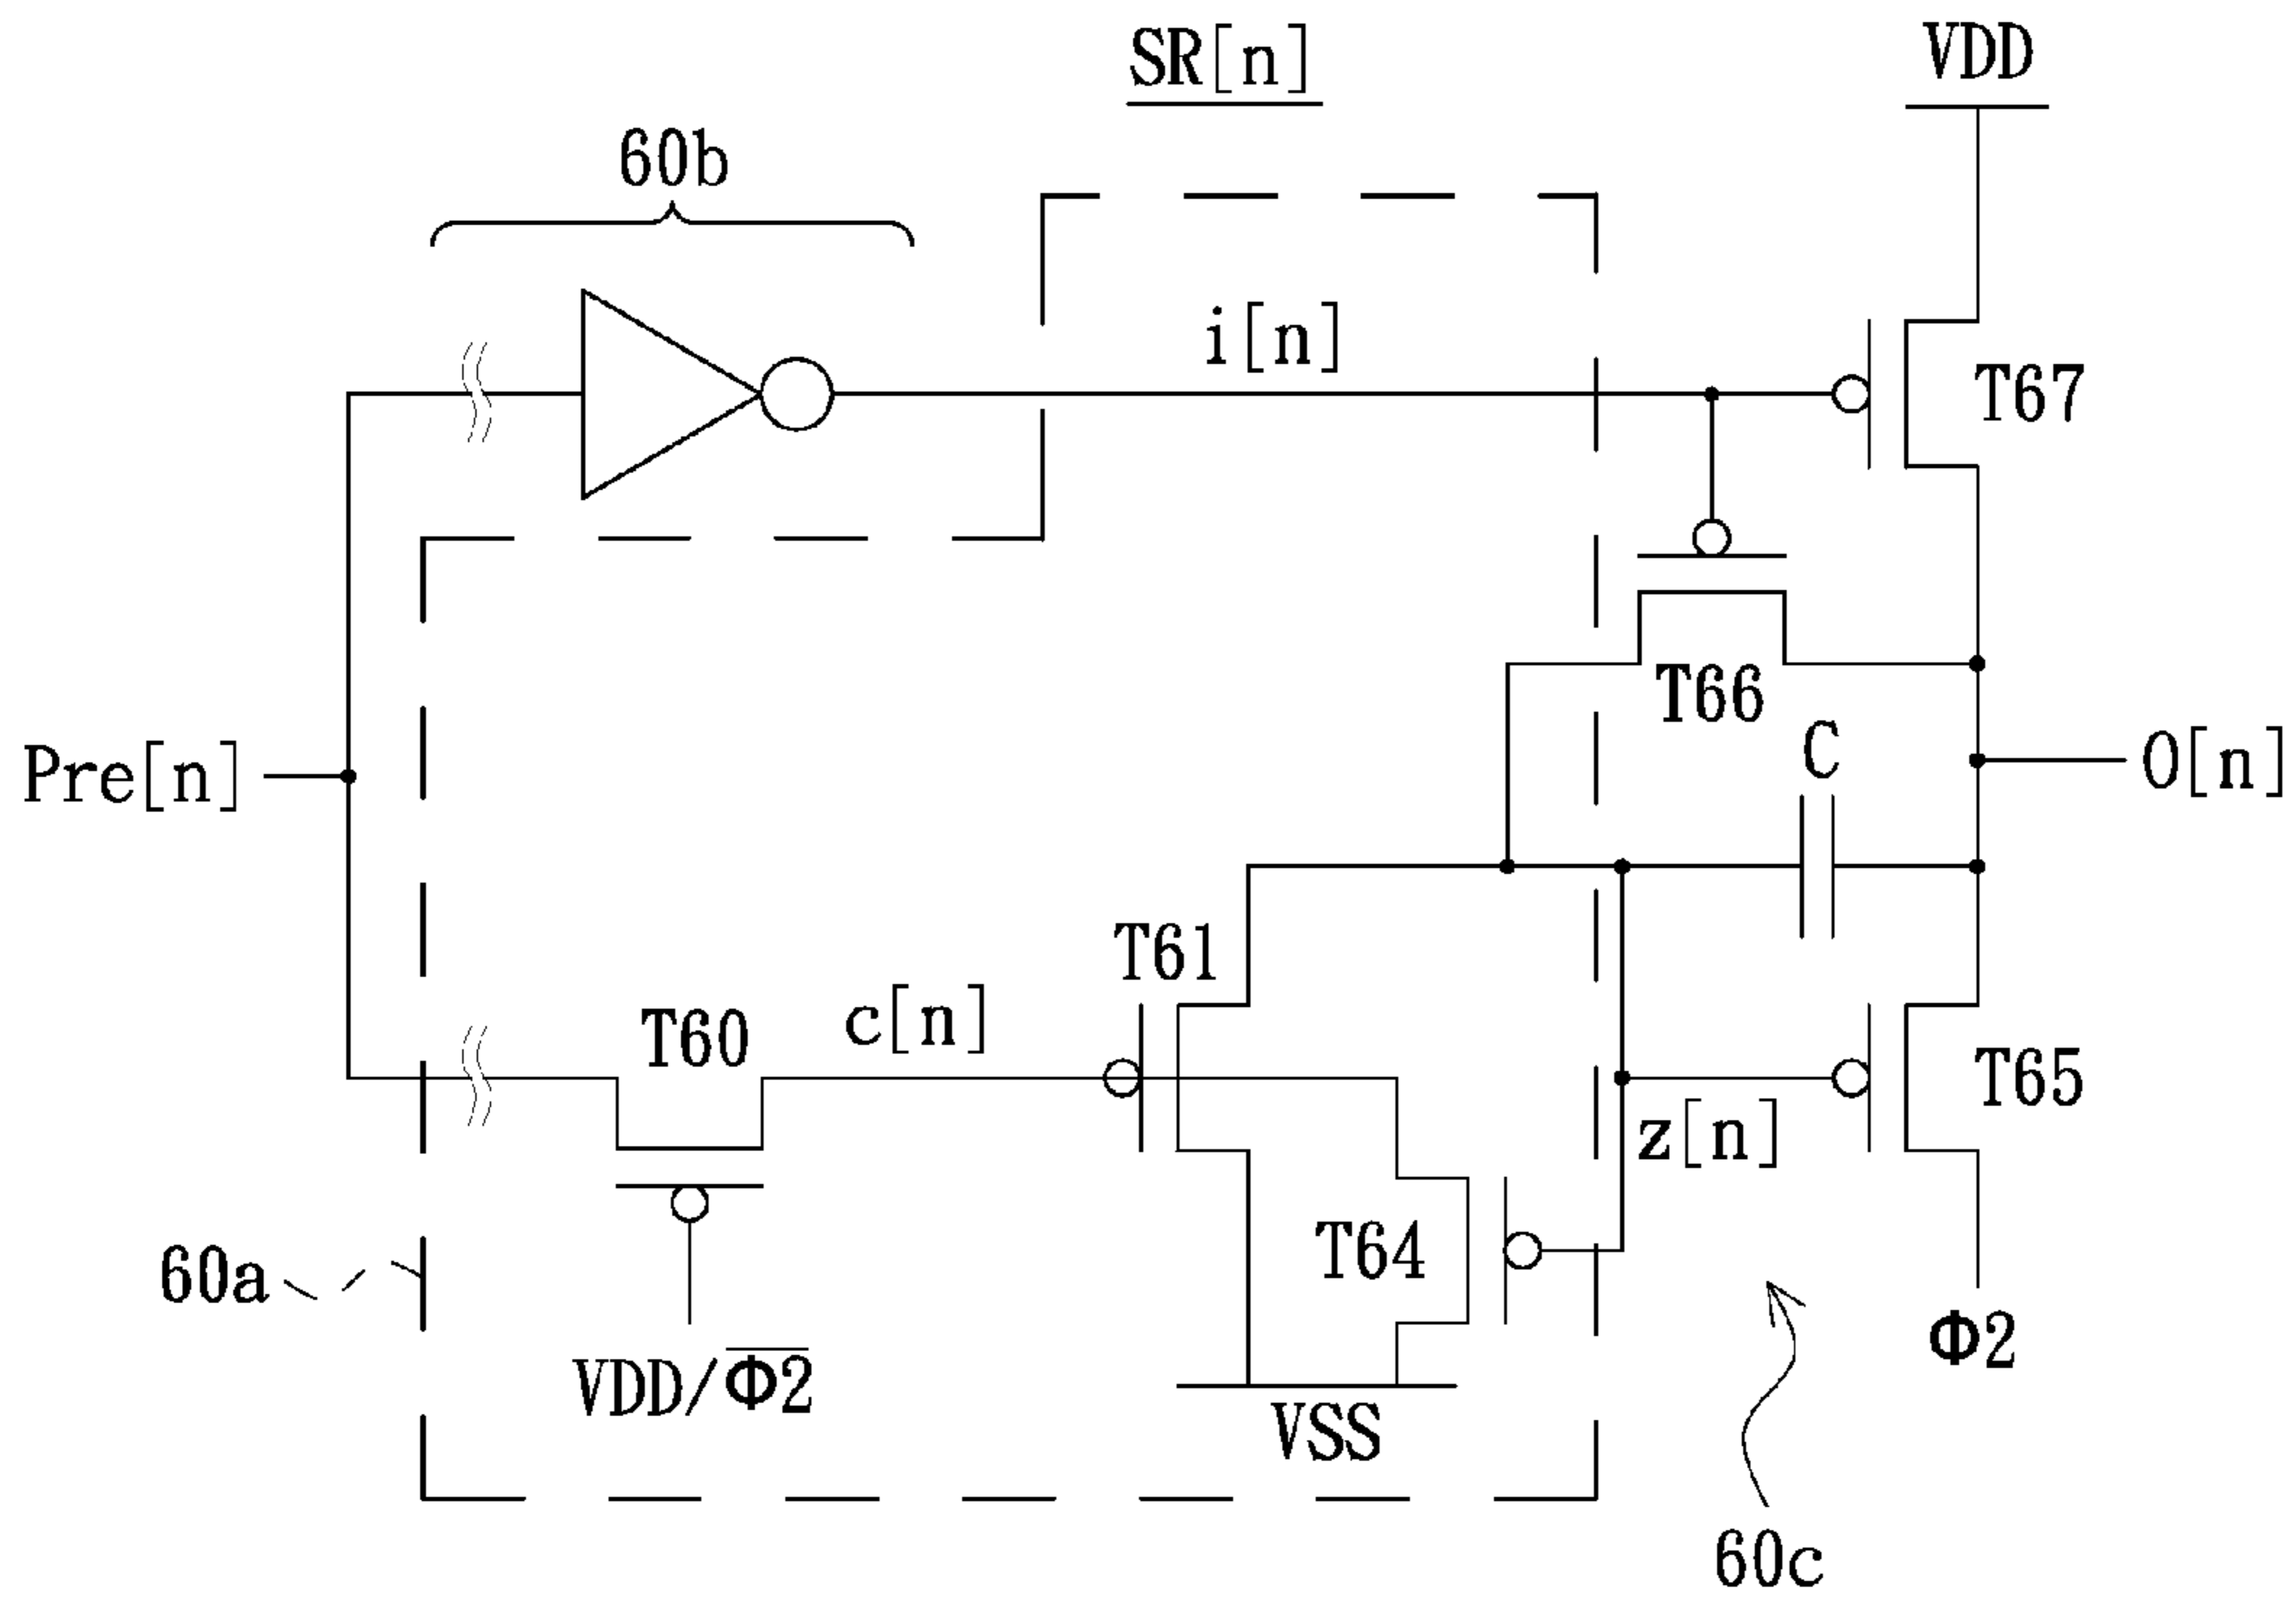 SR[n]
VDD
60b
i[n]
T67
T66
C
Pre[n]
O[n]
T61
T60
c[n]
T65
z[n]
T64
60a
Φ2
VDD/Φ2̅
VSS
60c